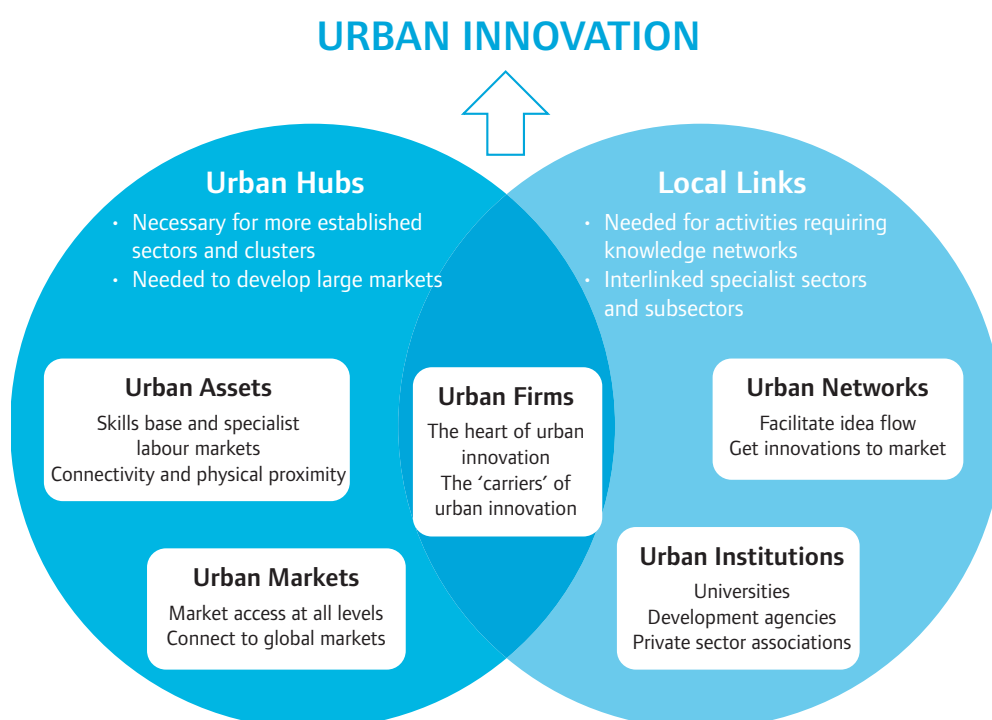 URBAN INNOVATION
Urban Hubs
· Necessary for more established
sectors and clusters
· Needed to develop large markets
Local Links
· Needed for activities requiring
knowledge networks
· Interlinked specialist sectors
and subsectors
Urban Assets
Skills base and specialist
labour markets
Connectivity and physical proximity
Urban Firms
The heart of urban
innovation
The ‘carriers’ of
urban innovation
Urban Networks
Facilitate idea flow
Get innovations to market
Urban Markets
Market access at all levels
Connect to global markets
Urban Institutions
Universities
Development agencies
Private sector associations